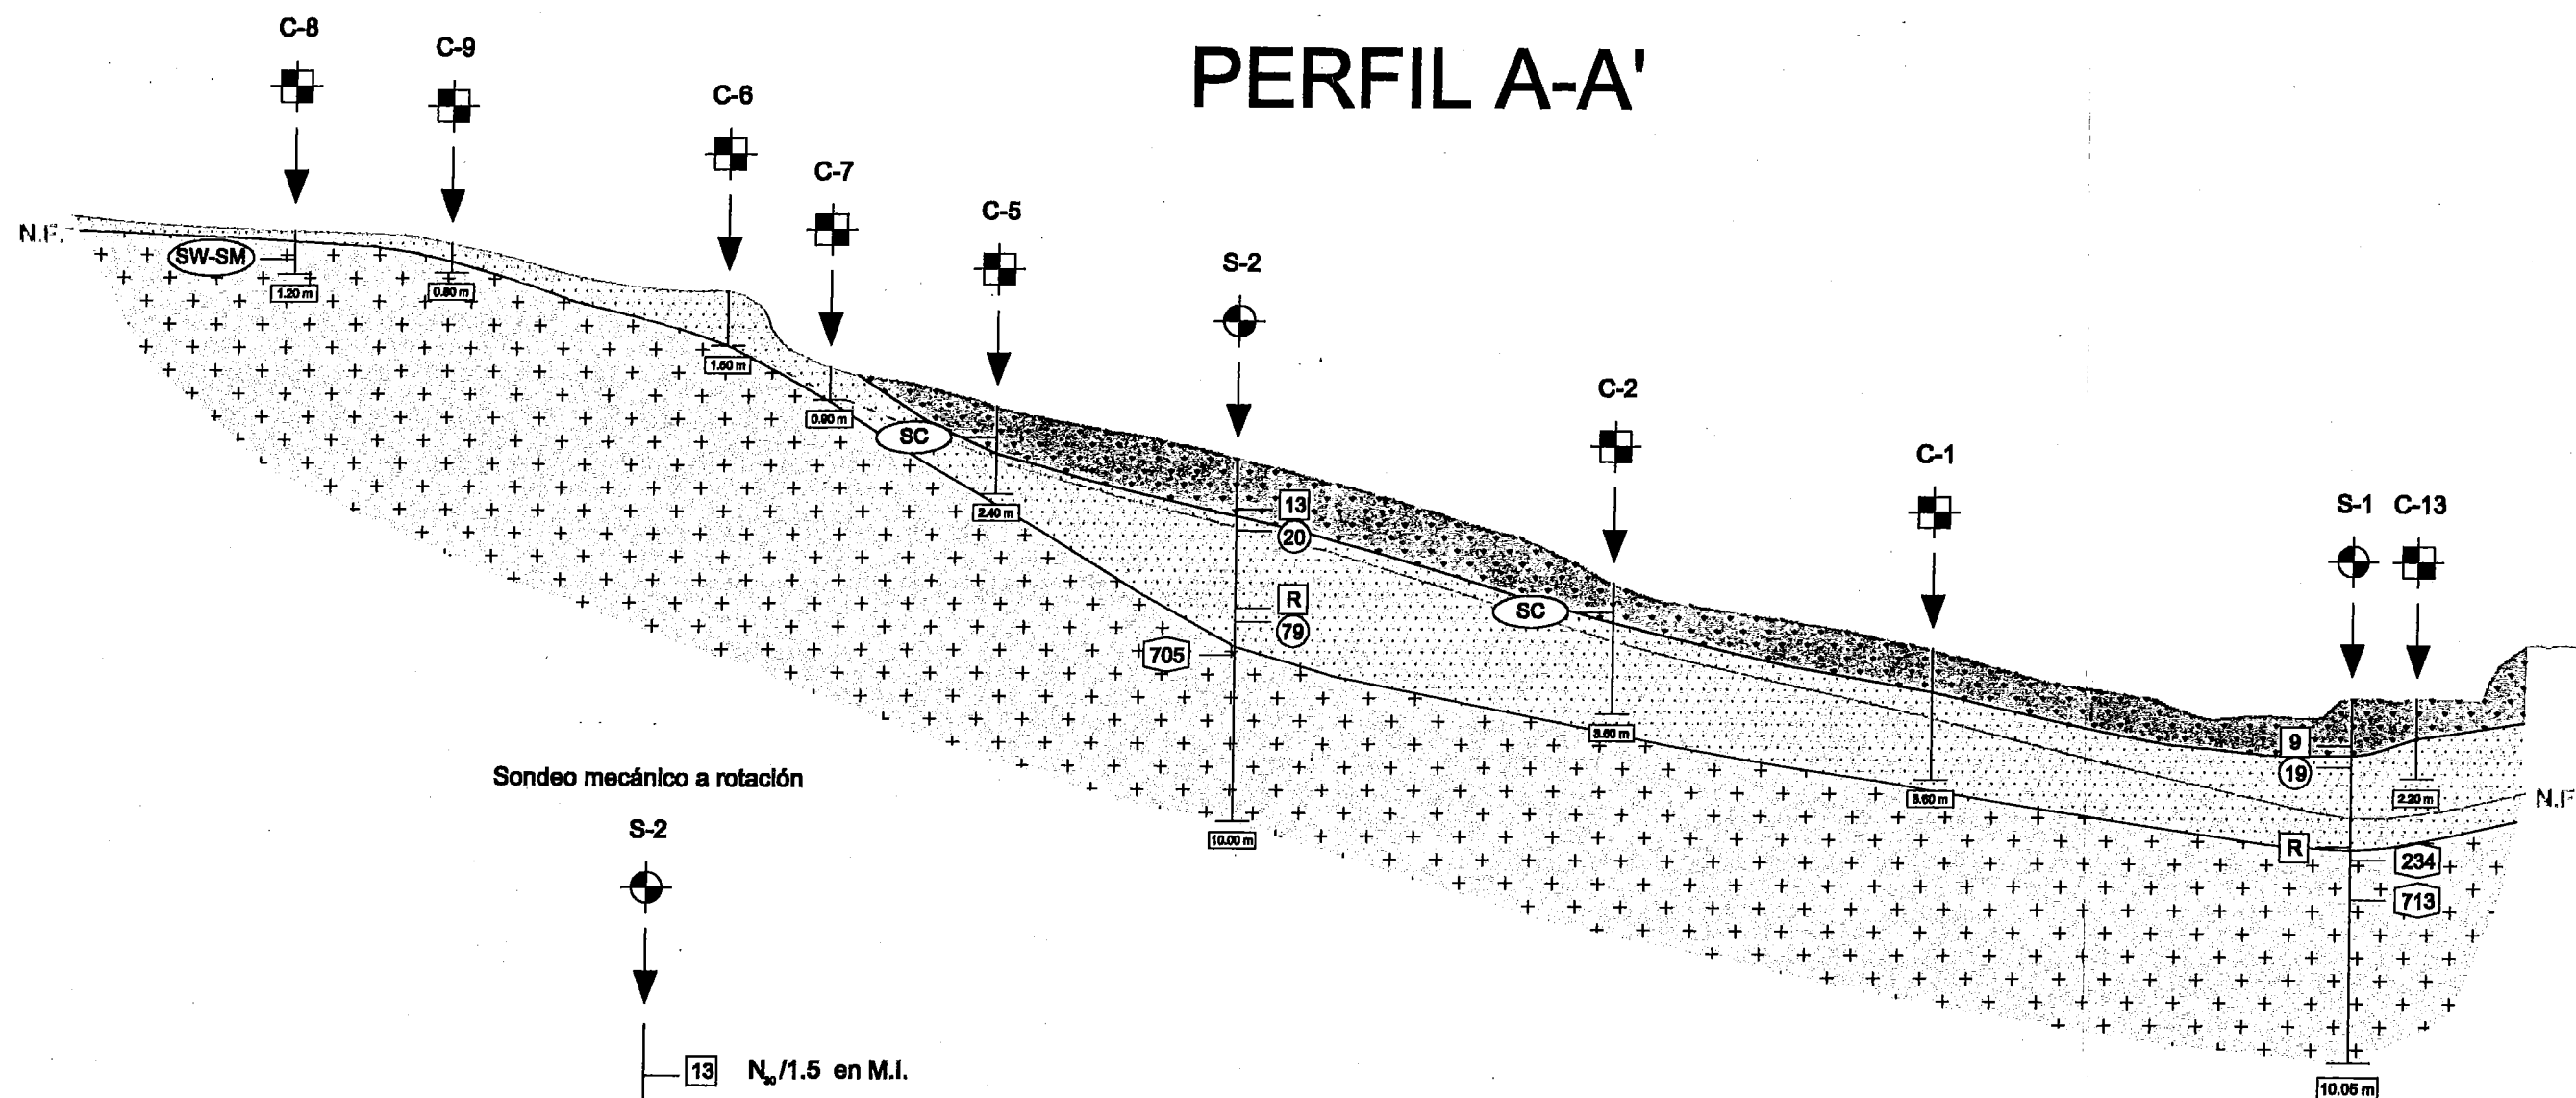 PERFIL A-A'
C-8
C-9
C-6
C-7
C-5
S-2
C-2
C-1
S-1
C-13
N.F.
SW-SM
1.20 m
0.80 m
1.50 m
0.90 m
SC
2.40 m
13
20
R
79
705
10.00 m
SC
3.60 m
3.60 m
9
19
2.20 m
N.F
R
234
713
10.05 m
Sondeo mecánico a rotación
S-2
13 N30/1.5 en M.I.